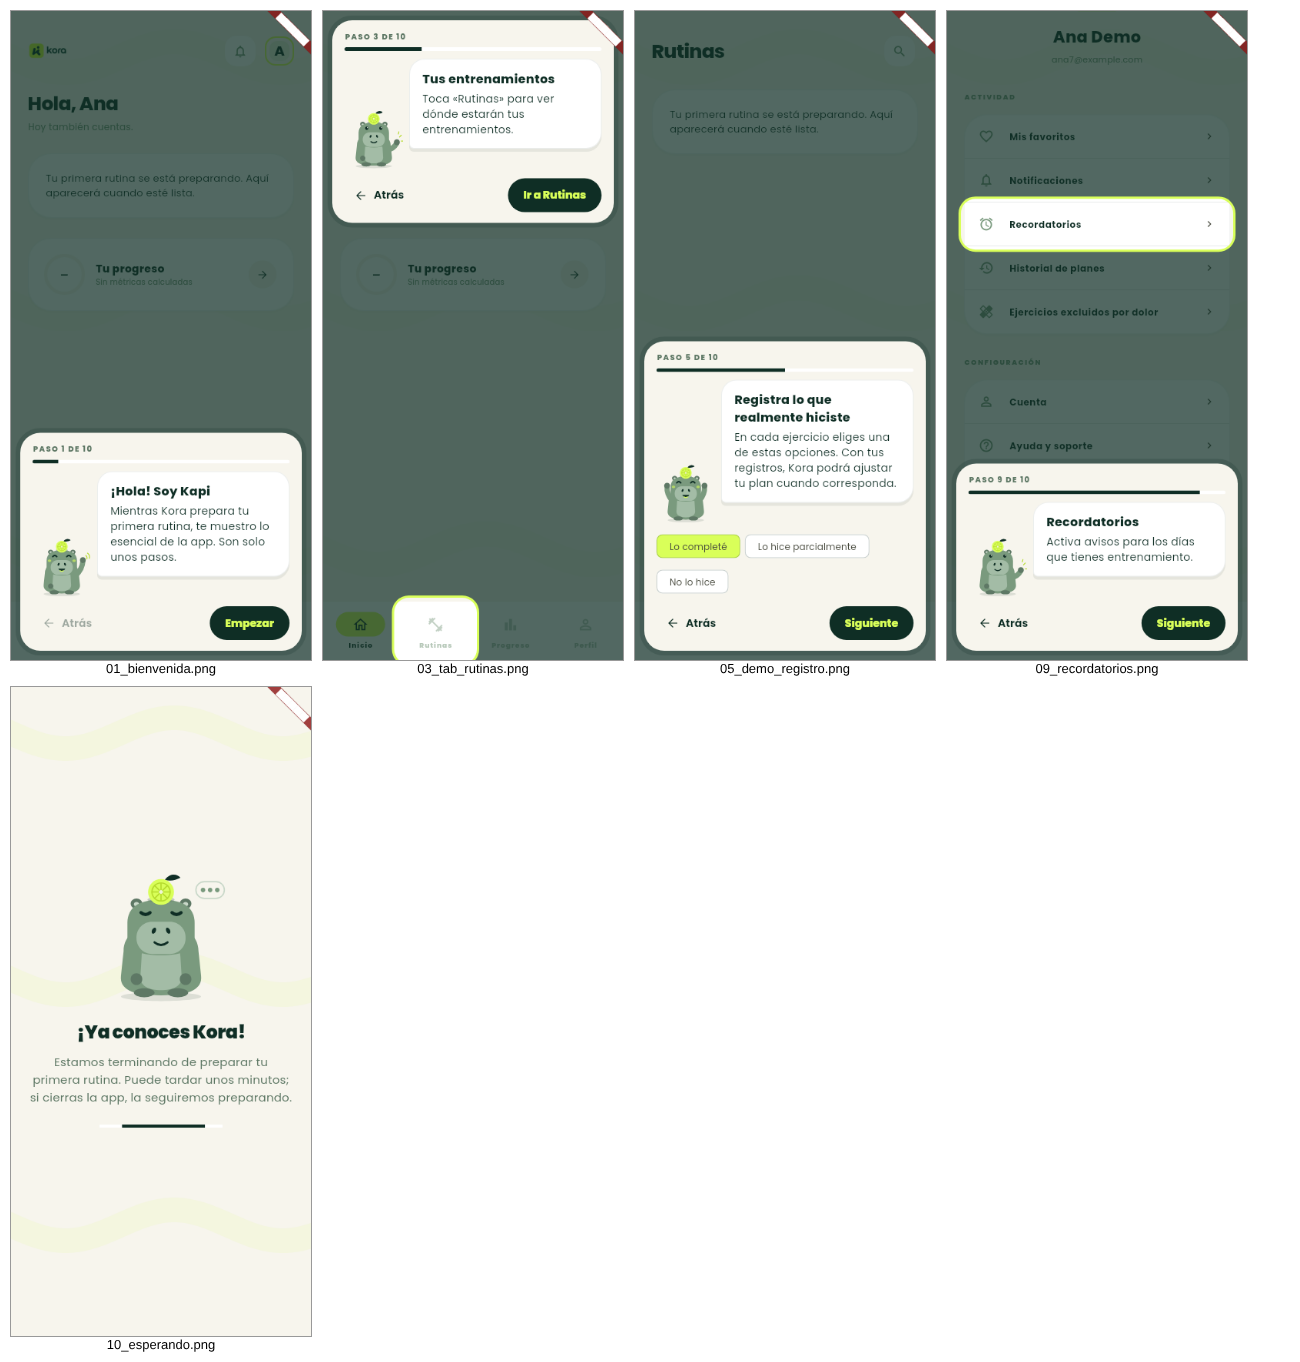 kora
A
Hola, Ana
Hoy también cuentas.
Tu primera rutina se está preparando. Aquí
aparecerá cuando esté lista.
–
Tu progreso
Sin métricas calculadas
PASO 1 DE 10
¡Hola! Soy Kapi
Mientras Kora prepara tu
primera rutina, te muestro lo
esencial de la app. Son solo
unos pasos.
Atrás
Empezar
01_bienvenida.png
PASO 3 DE 10
Tus entrenamientos
Toca «Rutinas» para ver
dónde estarán tus
entrenamientos.
Atrás
Ir a Rutinas
–
Tu progreso
Sin métricas calculadas
Inicio
Rutinas
Progreso
Perfil
03_tab_rutinas.png
Rutinas
Tu primera rutina se está preparando. Aquí
aparecerá cuando esté lista.
PASO 5 DE 10
Registra lo que
realmente hiciste
En cada ejercicio eliges una
de estas opciones. Con tus
registros, Kora podrá ajustar
tu plan cuando corresponda.
Lo completé
Lo hice parcialmente
No lo hice
Atrás
Siguiente
05_demo_registro.png
Ana Demo
ana7@example.com
ACTIVIDAD
Mis favoritos
Notificaciones
Recordatorios
Historial de planes
Ejercicios excluidos por dolor
CONFIGURACIÓN
Cuenta
Ayuda y soporte
PASO 9 DE 10
Recordatorios
Activa avisos para los días
que tienes entrenamiento.
Atrás
Siguiente
09_recordatorios.png
¡Ya conoces Kora!
Estamos terminando de preparar tu
primera rutina. Puede tardar unos minutos;
si cierras la app, la seguiremos preparando.
10_esperando.png